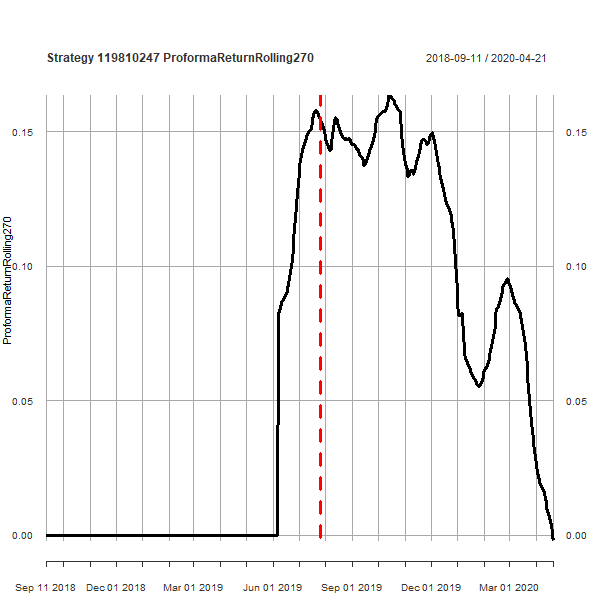 Strategy 119810247 ProformaReturnRolling270
2018-09-11 / 2020-04-21
ProformaReturnRolling270
0.15
0.10
0.05
0.00
0.15
0.10
0.05
0.00
Sep 11 2018
Dec 01 2018
Mar 01 2019
Jun 01 2019
Sep 01 2019
Dec 01 2019
Mar 01 2020